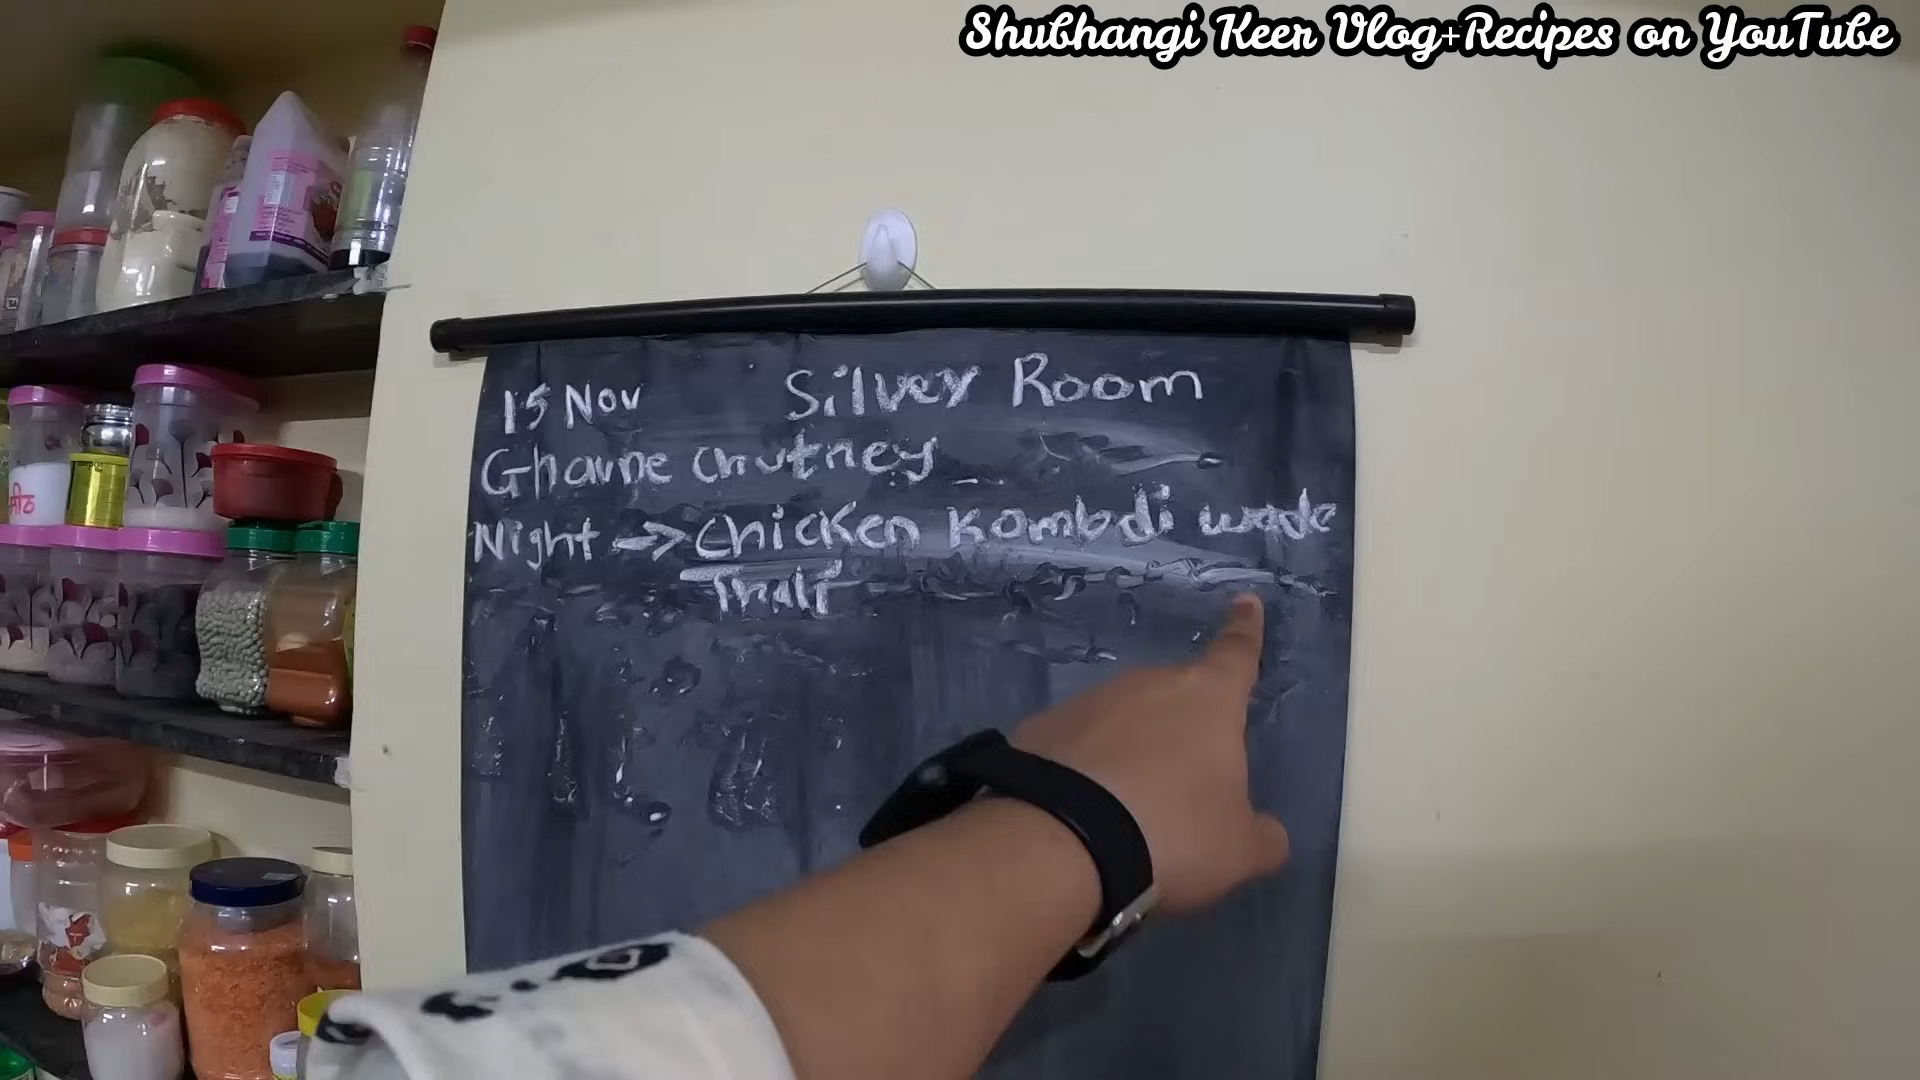 Shubhangi Keer Vlog+Recipes on YouTube
15 Nov Silver Room
Ghavne chutney
Night -> Chicken Kombdi wade
Thali
मीठ